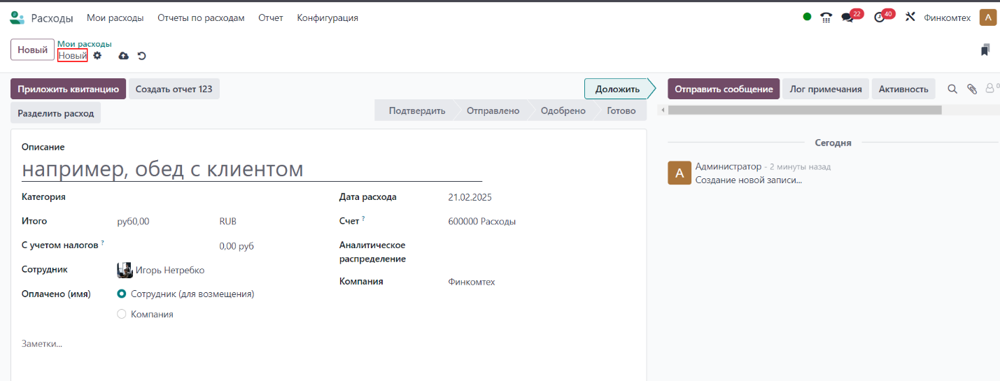 Расходы Мои расходы Отчеты по расходам Отчет Конфигурация 22 40 Финкомтех А
Новый Мои расходы
Новый
Приложить квитанцию Создать отчет 123 Доложить Отправить сообщение Лог примечания Активность 0
Разделить расход Подтвердить Отправлено Одобрено Готово
Сегодня
Описание
например, обед с клиентом
А Администратор - 2 минуты назад
Создание новой записи...
Категория Дата расхода 21.02.2025
Итого руб0,00 RUB Счет ? 600000 Расходы
С учетом налогов ? 0,00 руб Аналитическое
распределение
Сотрудник Игорь Нетребко
Компания Финкомтех
Оплачено (имя) Сотрудник (для возмещения)
Компания
Заметки...